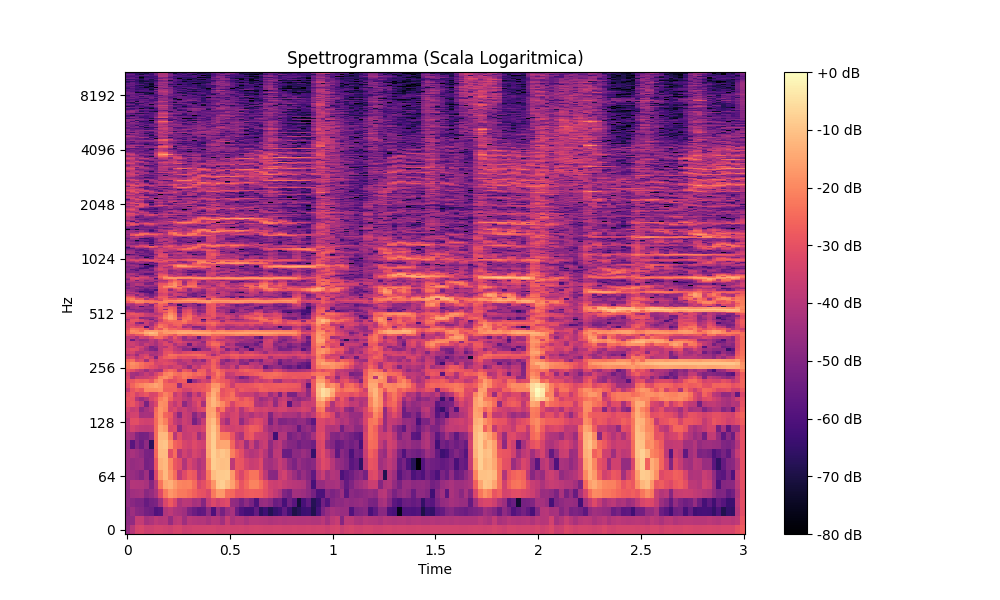 Spettrogramma (Scala Logaritmica)
8192
4096
2048
1024
512
256
128
64
0
Hz
0
0.5
1
1.5
2
2.5
3
Time
+0 dB
-10 dB
-20 dB
-30 dB
-40 dB
-50 dB
-60 dB
-70 dB
-80 dB